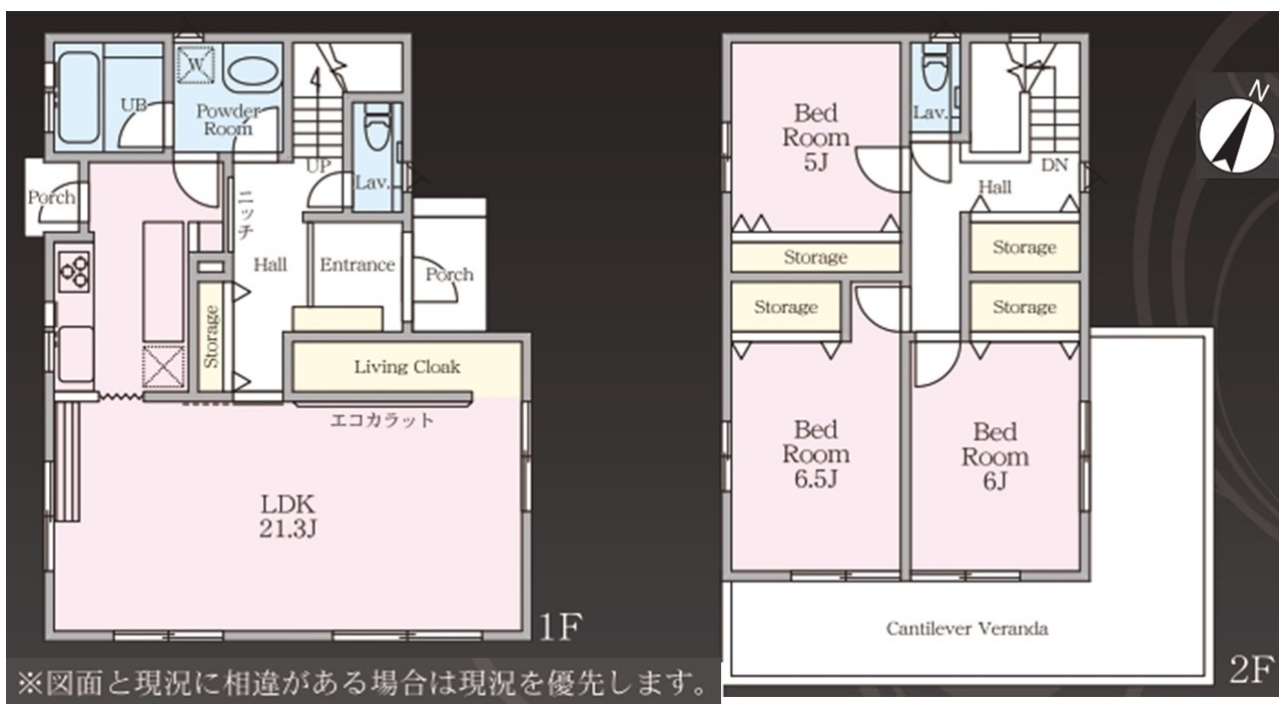 UB
W
Powder
Room
UP
Lav.
Porch
ニッチ
Hall
Entrance
Porch
Storage
Living Cloak
エコカラット
LDK
21.3J
1F
※図面と現況に相違がある場合は現況を優先します。
Bed
Room
5J
Lav.
DN
Hall
Storage
Storage
Storage
Storage
Bed
Room
6.5J
Bed
Room
6J
Cantilever Veranda
2F
N